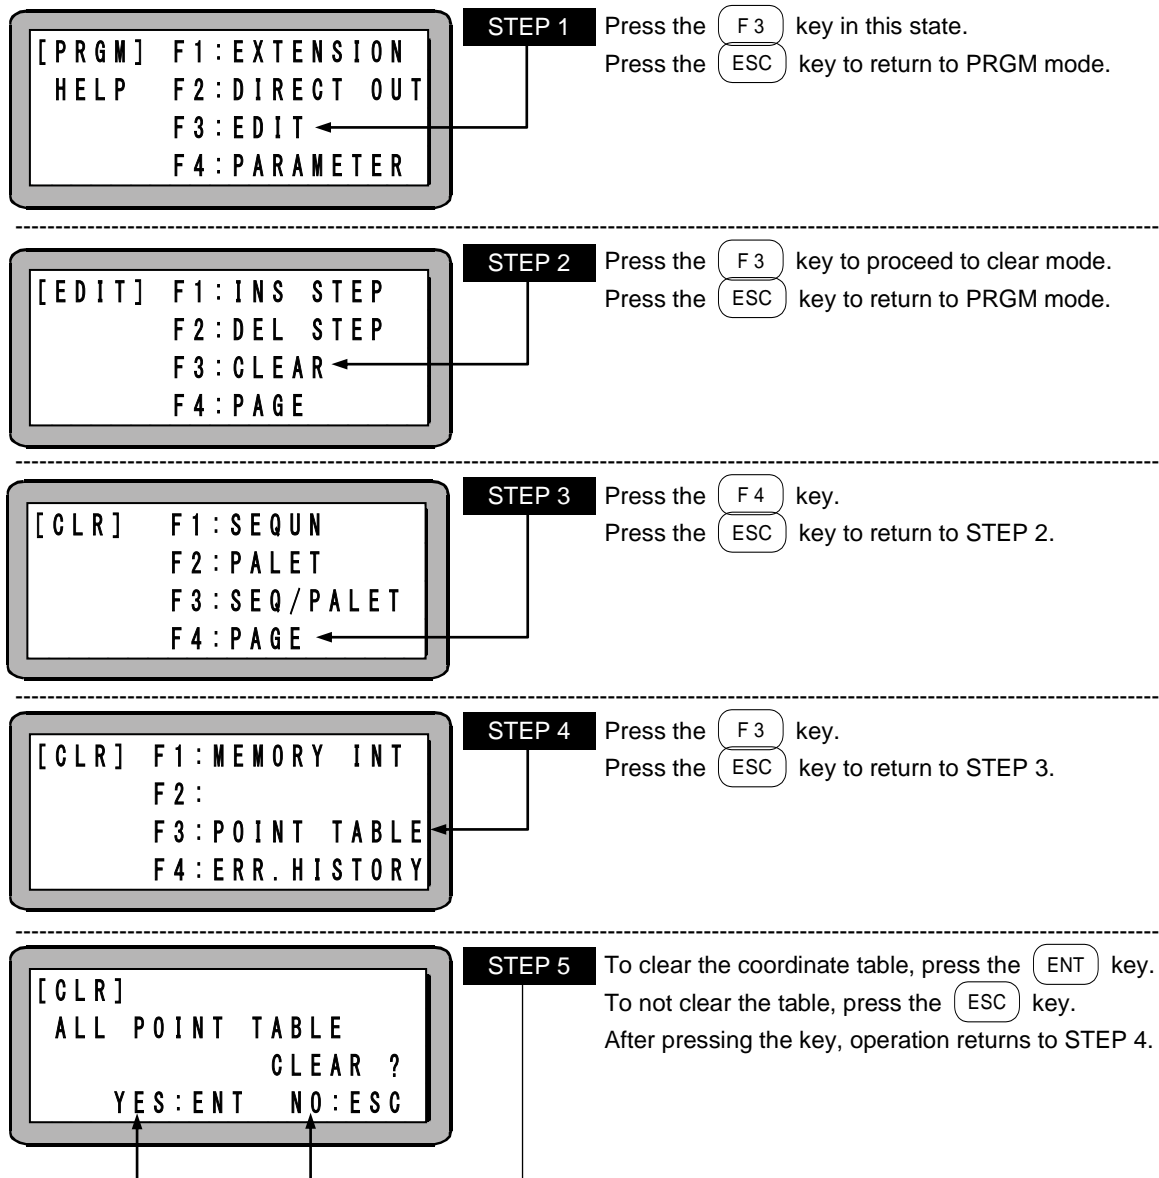 [PRGM] F1:EXTENSION
HELP F2:DIRECT OUT
F3:EDIT
F4:PARAMETER
STEP 1
Press the F3 key in this state.
Press the ESC key to return to PRGM mode.
[EDIT] F1:INS STEP
F2:DEL STEP
F3:CLEAR
F4:PAGE
STEP 2
Press the F3 key to proceed to clear mode.
Press the ESC key to return to PRGM mode.
[CLR] F1:SEQUN
F2:PALET
F3:SEQ/PALET
F4:PAGE
STEP 3
Press the F4 key.
Press the ESC key to return to STEP 2.
[CLR] F1:MEMORY INT
F2:
F3:POINT TABLE
F4:ERR.HISTORY
STEP 4
Press the F3 key.
Press the ESC key to return to STEP 3.
[CLR]
ALL POINT TABLE
CLEAR ?
YES:ENT NO:ESC
STEP 5
To clear the coordinate table, press the ENT key.
To not clear the table, press the ESC key.
After pressing the key, operation returns to STEP 4.